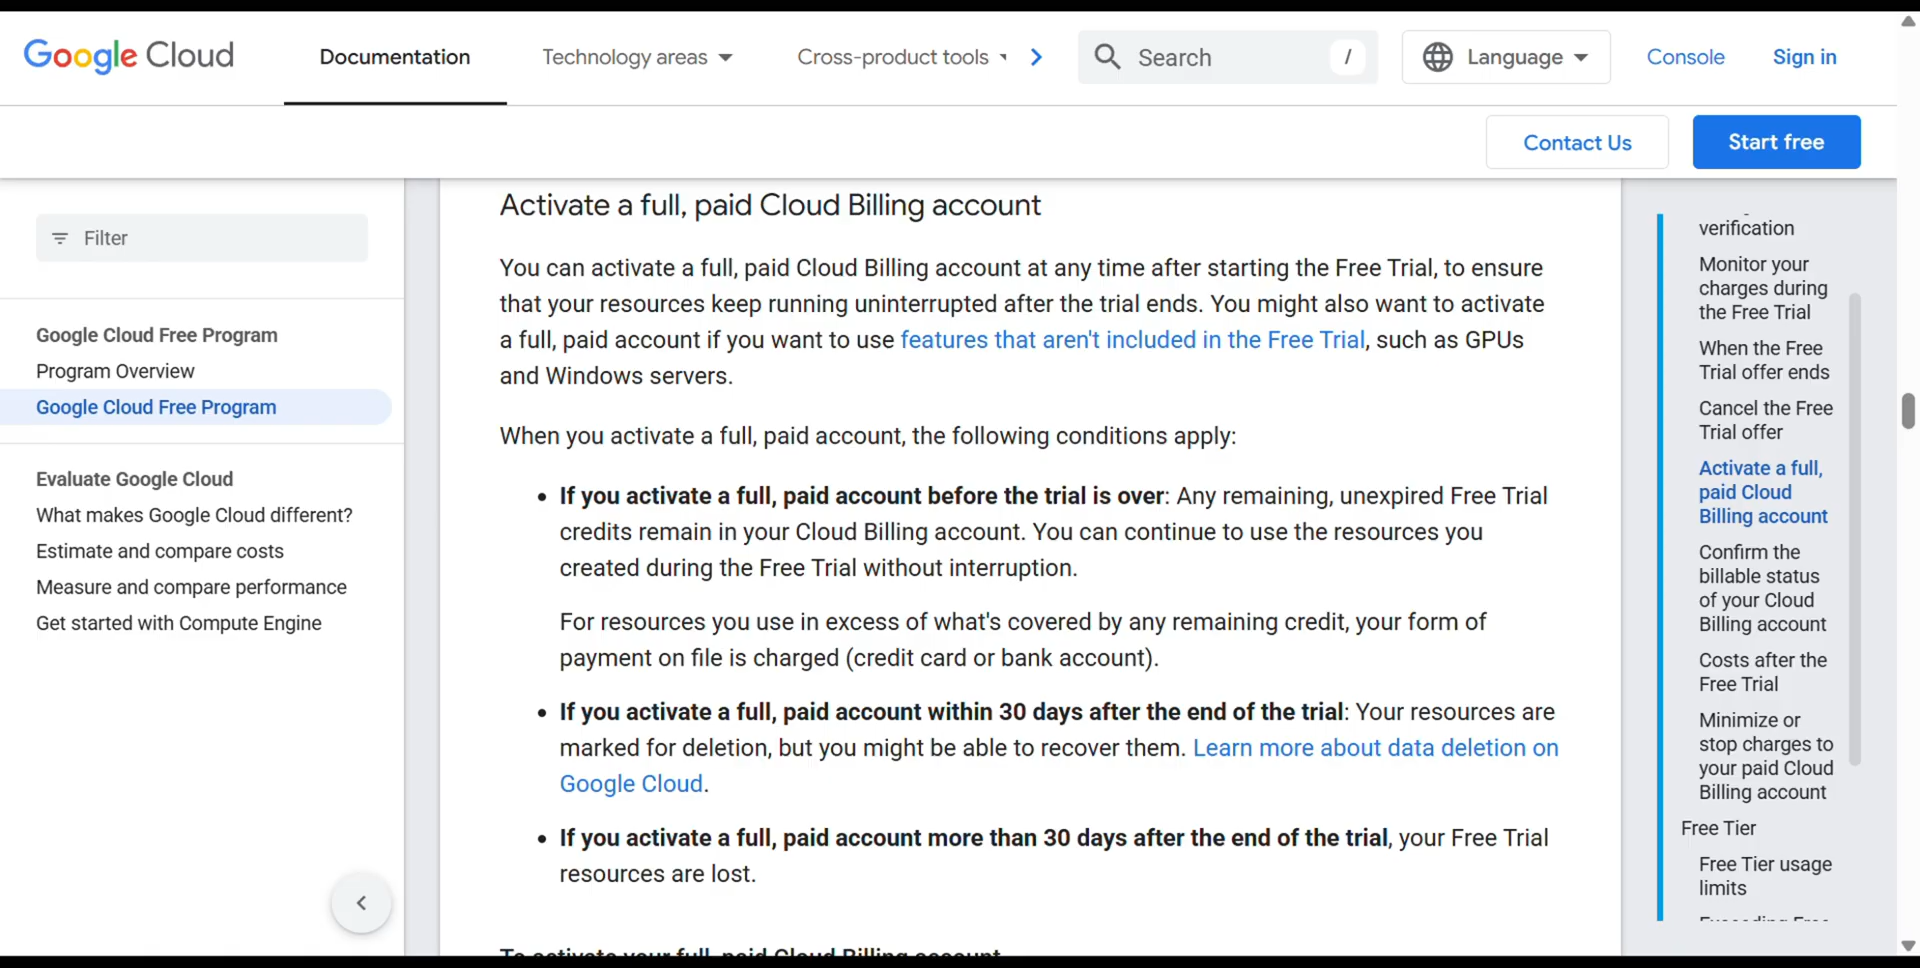 Google Cloud
Documentation
Technology areas
Cross-product tools
Search
/
Language
Console
Sign in
Contact Us
Start free
Filter
Google Cloud Free Program
Program Overview
Google Cloud Free Program
Evaluate Google Cloud
What makes Google Cloud different?
Estimate and compare costs
Measure and compare performance
Get started with Compute Engine
Activate a full, paid Cloud Billing account
You can activate a full, paid Cloud Billing account at any time after starting the Free Trial, to ensure
that your resources keep running uninterrupted after the trial ends. You might also want to activate
a full, paid account if you want to use features that aren't included in the Free Trial, such as GPUs
and Windows servers.
When you activate a full, paid account, the following conditions apply:
• If you activate a full, paid account before the trial is over: Any remaining, unexpired Free Trial
credits remain in your Cloud Billing account. You can continue to use the resources you
created during the Free Trial without interruption.
For resources you use in excess of what's covered by any remaining credit, your form of
payment on file is charged (credit card or bank account).
• If you activate a full, paid account within 30 days after the end of the trial: Your resources are
marked for deletion, but you might be able to recover them. Learn more about data deletion on
Google Cloud.
• If you activate a full, paid account more than 30 days after the end of the trial, your Free Trial
resources are lost.
To activate your full, paid Cloud Billing account
verification
Monitor your
charges during
the Free Trial
When the Free
Trial offer ends
Cancel the Free
Trial offer
Activate a full,
paid Cloud
Billing account
Confirm the
billable status
of your Cloud
Billing account
Costs after the
Free Trial
Minimize or
stop charges to
your paid Cloud
Billing account
Free Tier
Free Tier usage
limits